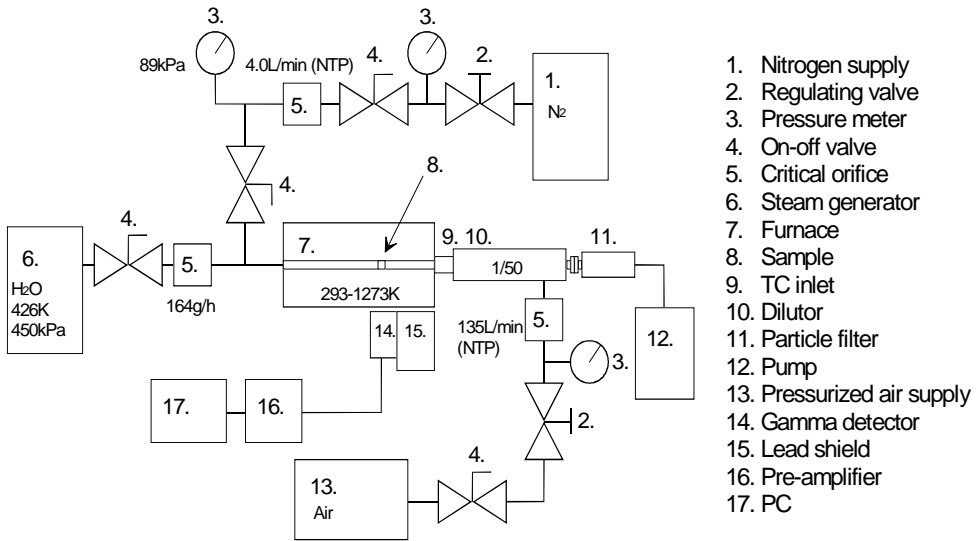 3.
89kPa
4.0L/min (NTP)
4.
3.
2.
1.
N2
5.
4.
8.
4.
6.
H2O
426K
450kPa
5.
164g/h
7.
293-1273K
9. 10.
1/50
11.
14.
15.
135L/min
(NTP)
5.
3.
12.
17.
16.
2.
4.
13.
Air
1. Nitrogen supply
2. Regulating valve
3. Pressure meter
4. On-off valve
5. Critical orifice
6. Steam generator
7. Furnace
8. Sample
9. TC inlet
10. Dilutor
11. Particle filter
12. Pump
13. Pressurized air supply
14. Gamma detector
15. Lead shield
16. Pre-amplifier
17. PC